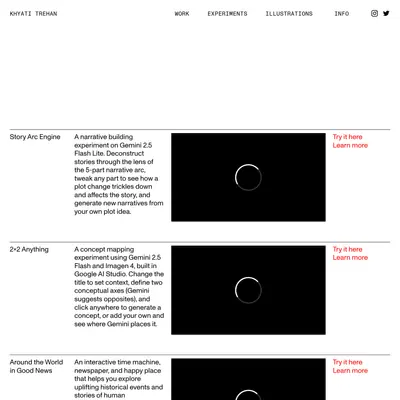 KHYATI TREHAN
WORK
EXPERIMENTS
ILLUSTRATIONS
INFO
Story Arc Engine
A narrative building
experiment on Gemini 2.5
Flash Lite. Deconstruct
stories through the lens of
the 5-part narrative arc,
tweak any part to see how a
plot change trickles down
and affects the story, and
generate new narratives from
your own plot idea.
Try it here
Learn more
2×2 Anything
A concept mapping
experiment using Gemini 2.5
Flash and Imagen 4, built in
Google AI Studio. Change the
title to set context, define two
conceptual axes (Gemini
suggests opposites), and
click anywhere to generate a
concept, or add your own and
see where Gemini places it.
Try it here
Learn more
Around the World
in Good News
An interactive time machine,
newspaper, and happy place
that helps you explore
uplifting historical events and
stories of human
Try it here
Learn more